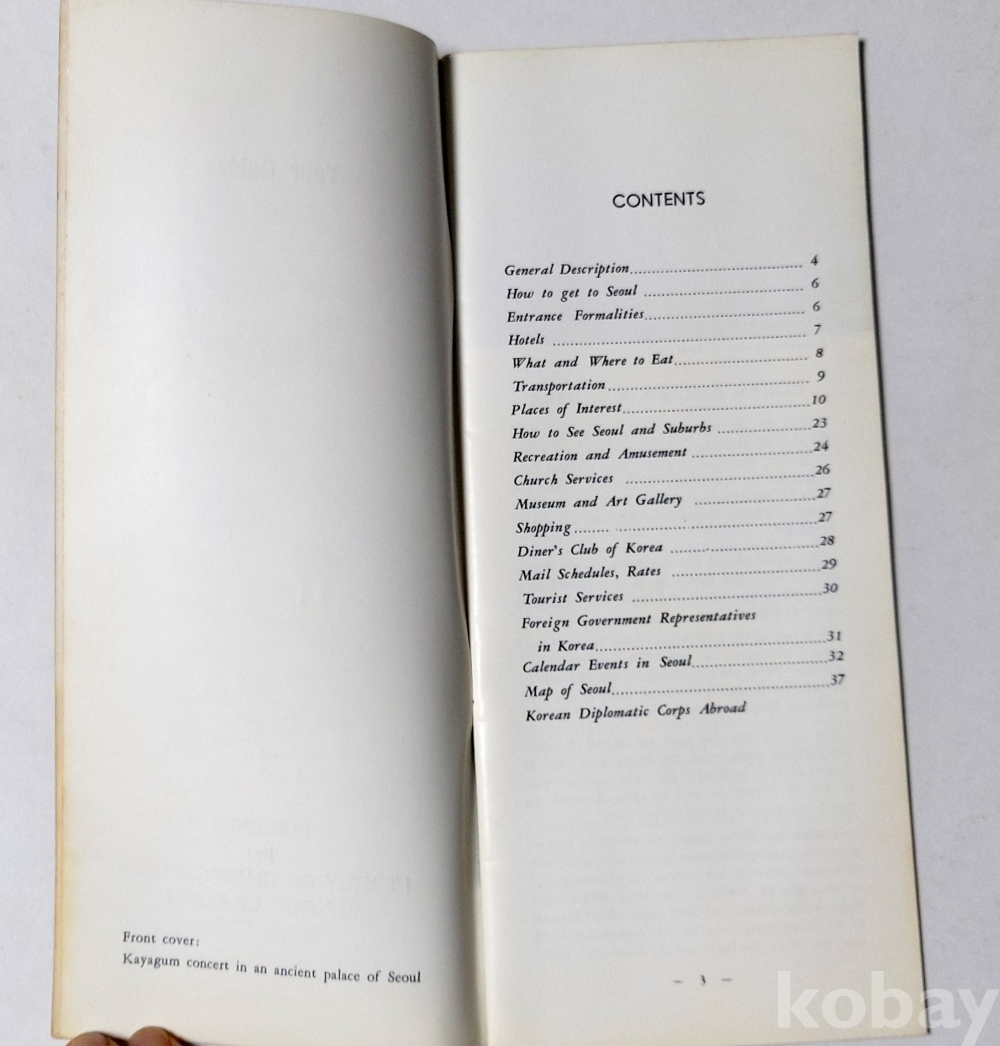 Front cover:
Kayagum concert in an ancient palace of Seoul
CONTENTS
General Description.......... 4
How to get to Seoul .......... 6
Entrance Formalities.......... 6
Hotels .......... 7
What and Where to Eat.......... 8
Transportation.......... 9
Places of Interest..........10
How to See Seoul and Suburbs ..........23
Recreation and Amusement ..........24
Church Services ..........26
Museum and Art Gallery ..........27
Shopping..........27
Diner's Club of Korea ..........28
Mail Schedules, Rates ..........29
Tourist Services ..........30
Foreign Government Representatives
in Korea..........31
Calendar Events in Seoul..........32
Map of Seoul..........37
Korean Diplomatic Corps Abroad
– 3 –
kobay